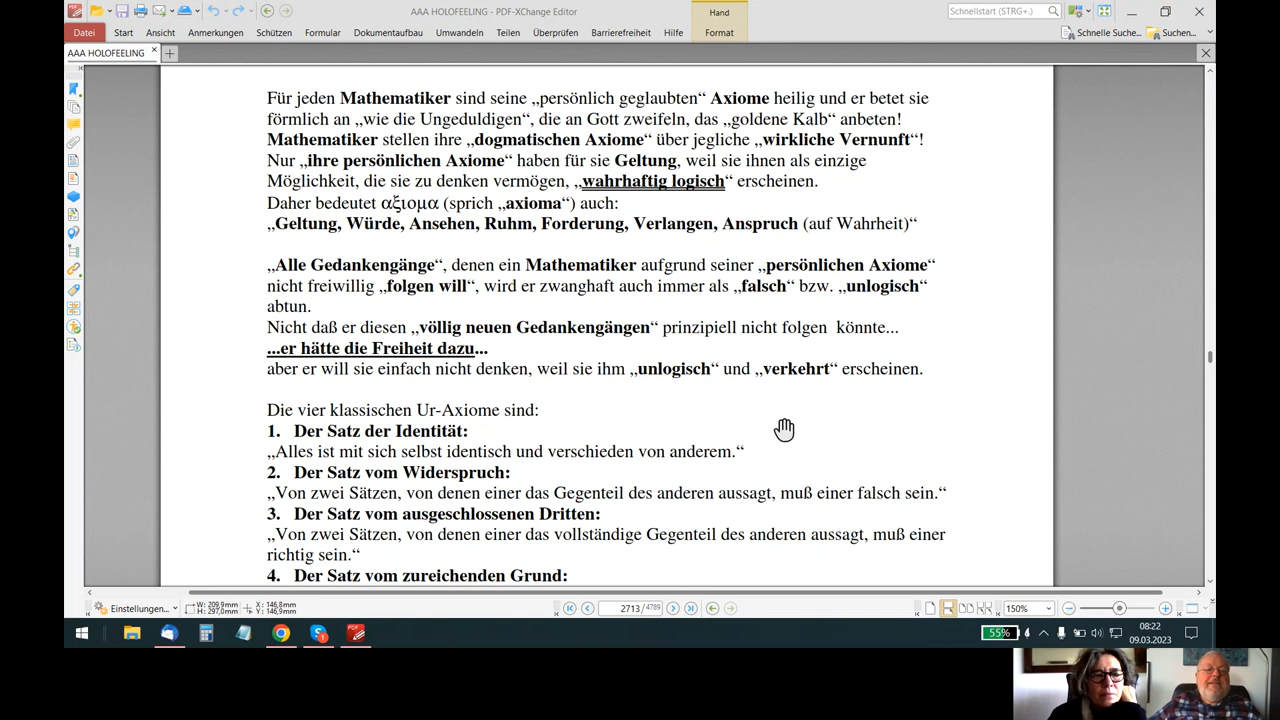 AAA HOLOFEELING - PDF-XChange Editor
Hand
Schnellstart (STRG+.)
Datei Start Ansicht Anmerkungen Schützen Formular Dokumentaufbau Umwandeln Teilen Überprüfen Barrierefreiheit Hilfe Format Schnelle Suche... Suchen...
AAA HOLOFEELING
Für jeden Mathematiker sind seine „persönlich geglaubten“ Axiome heilig und er betet sie
förmlich an „wie die Ungeduldigen“, die an Gott zweifeln, das „goldene Kalb“ anbeten!
Mathematiker stellen ihre „dogmatischen Axiome“ über jegliche „wirkliche Vernunft“!
Nur „ihre persönlichen Axiome“ haben für sie Geltung, weil sie ihnen als einzige
Möglichkeit, die sie zu denken vermögen, „wahrhaftig logisch“ erscheinen.
Daher bedeutet αξιομα (sprich „axioma“) auch:
„Geltung, Würde, Ansehen, Ruhm, Forderung, Verlangen, Anspruch (auf Wahrheit)“
„Alle Gedankengänge“, denen ein Mathematiker aufgrund seiner „persönlichen Axiome“
nicht freiwillig „folgen will“, wird er zwanghaft auch immer als „falsch“ bzw. „unlogisch“
abtun.
Nicht daß er diesen „völlig neuen Gedankengängen“ prinzipiell nicht folgen könnte...
...er hätte die Freiheit dazu...
aber er will sie einfach nicht denken, weil sie ihm „unlogisch“ und „verkehrt“ erscheinen.
Die vier klassischen Ur-Axiome sind:
1. Der Satz der Identität:
„Alles ist mit sich selbst identisch und verschieden von anderem.“
2. Der Satz vom Widerspruch:
„Von zwei Sätzen, von denen einer das Gegenteil des anderen aussagt, muß einer falsch sein.“
3. Der Satz vom ausgeschlossenen Dritten:
„Von zwei Sätzen, von denen einer das vollständige Gegenteil des anderen aussagt, muß einer
richtig sein.“
4. Der Satz vom zureichenden Grund:
Einstellungen... W: 209,9mm X: 146,8mm 2713 / 4789 150%
H: 297,0mm Y: 148,9mm
55% 08:22
09.03.2023